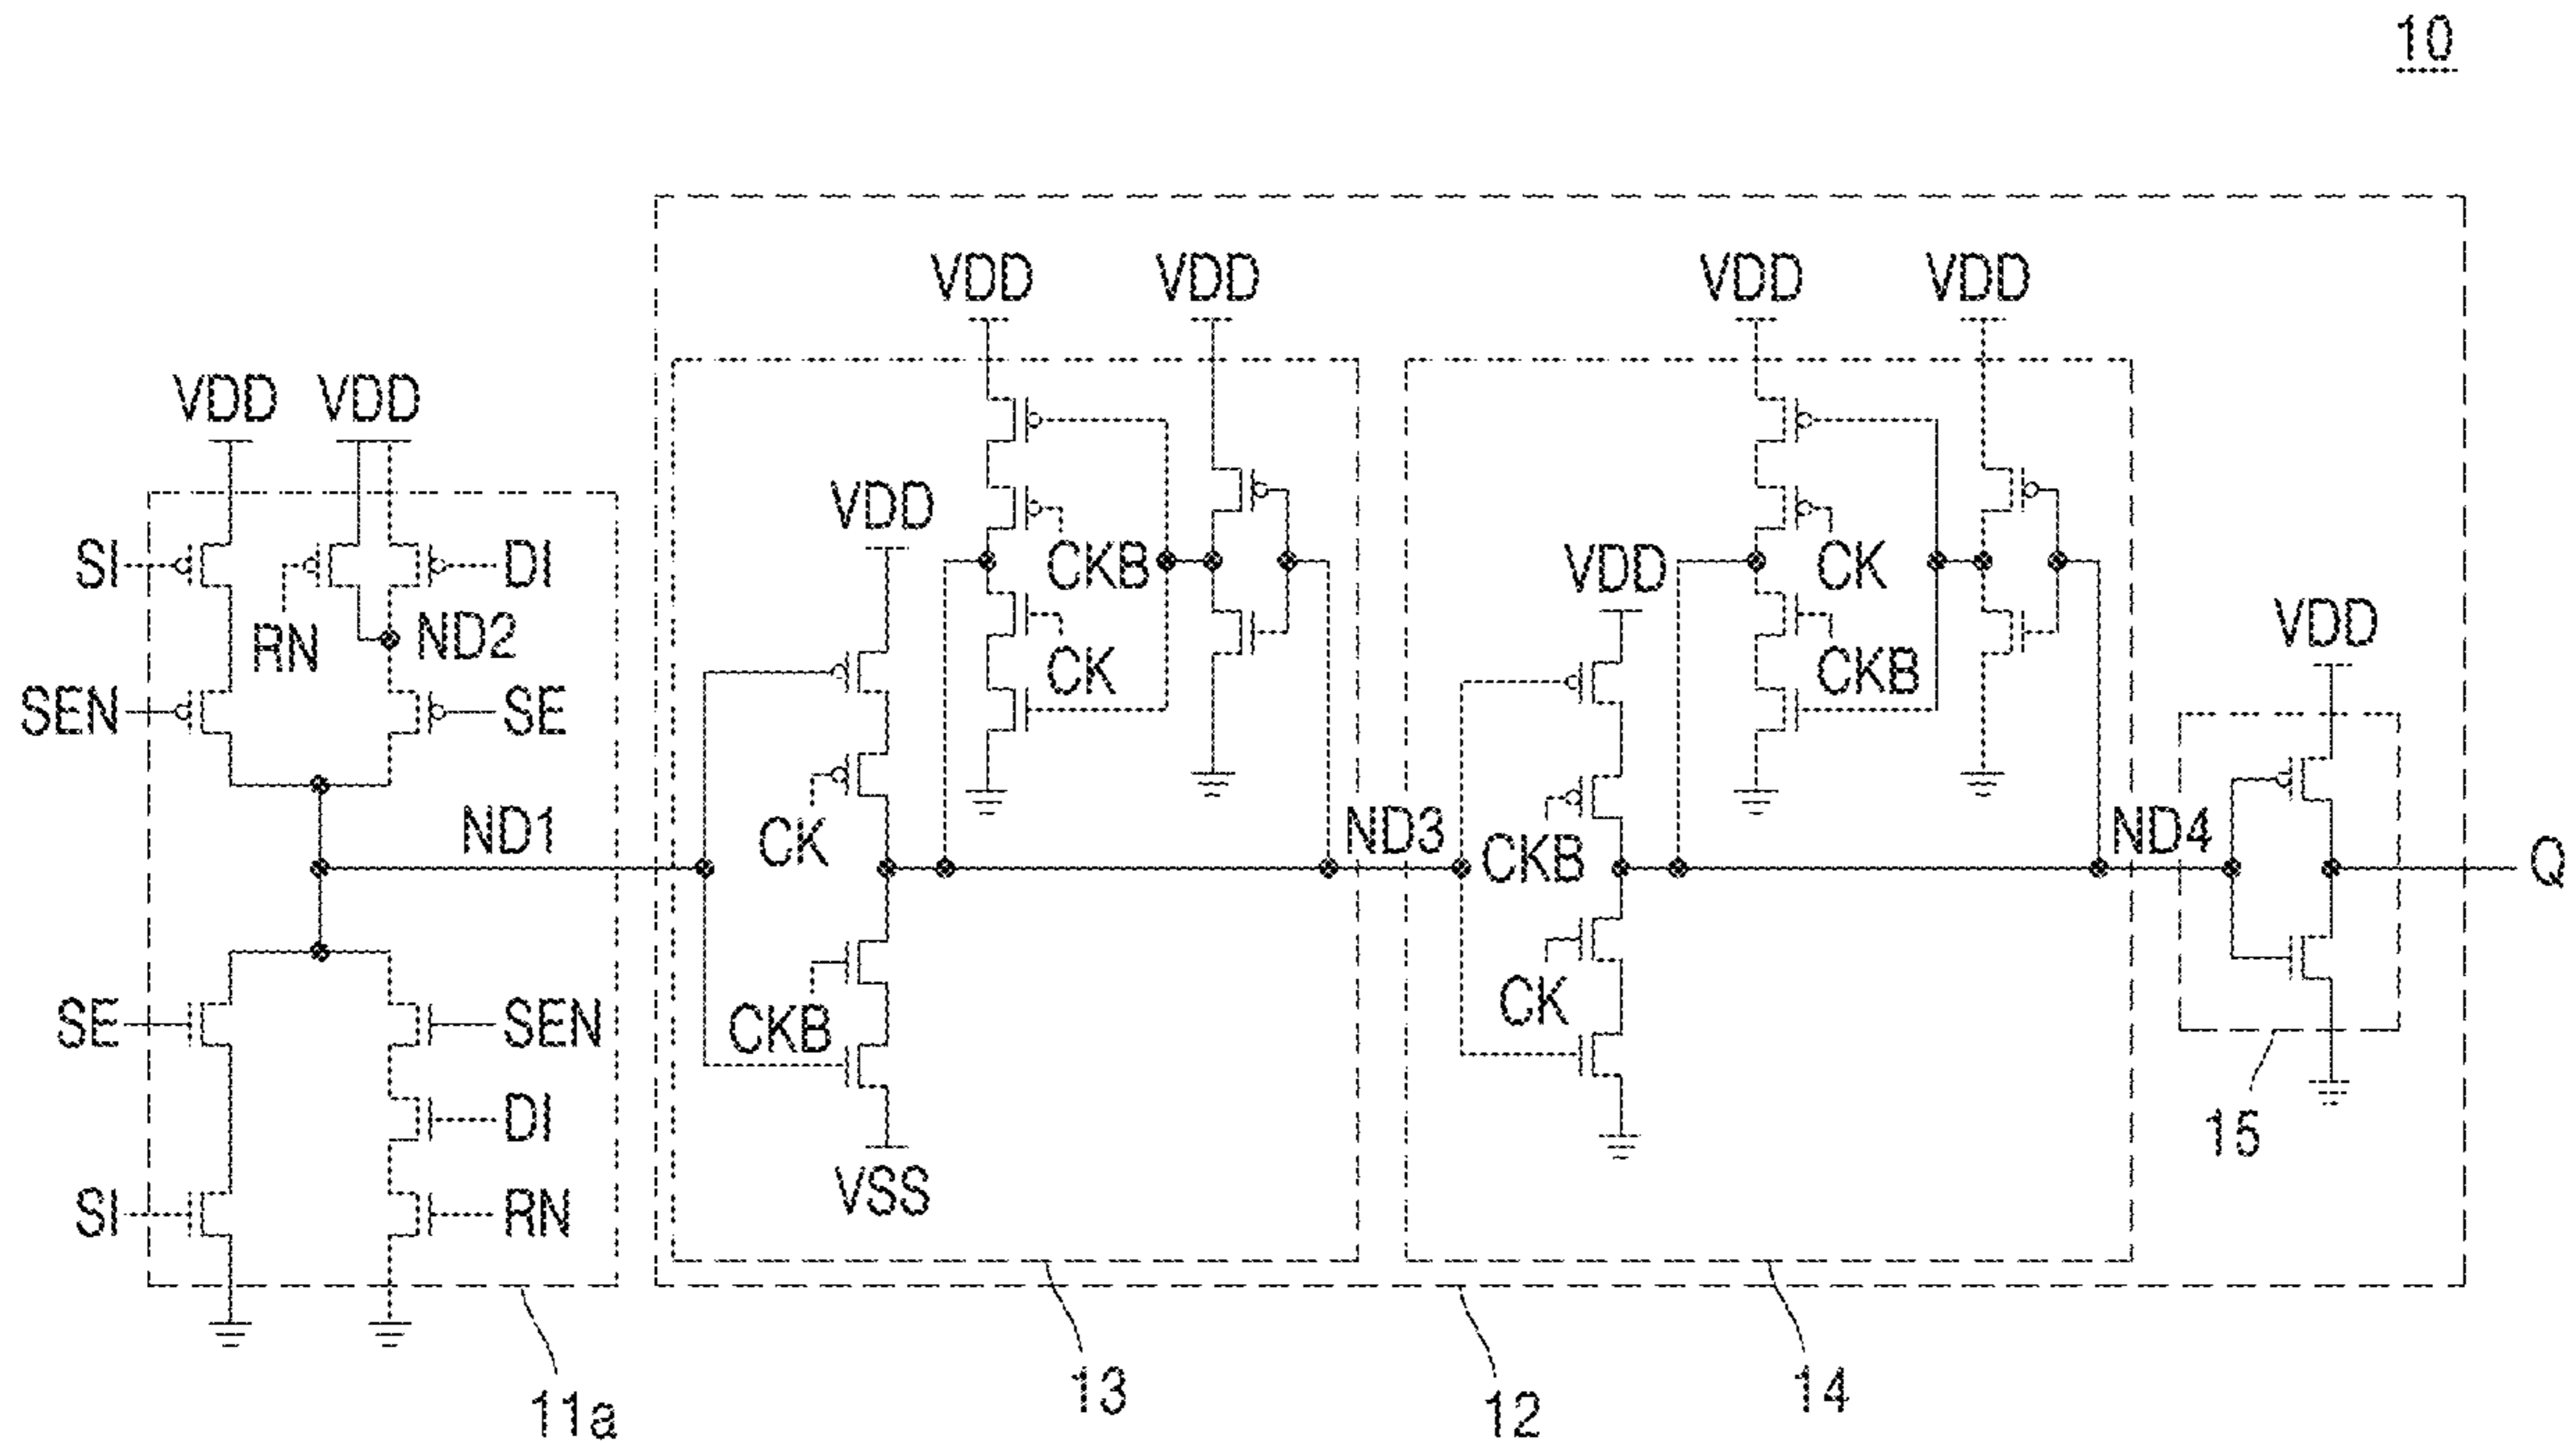 10
VDD VDD VDD VDD
VDD VDD
VDD
SI DI CKB CK VDD
RN ND2
VDD
CK CKB
SEN SE
ND1 CK ND3 CKB ND4 Q
SE SEN CKB CK
DI
15
SI RN VSS
11a 13 12 14